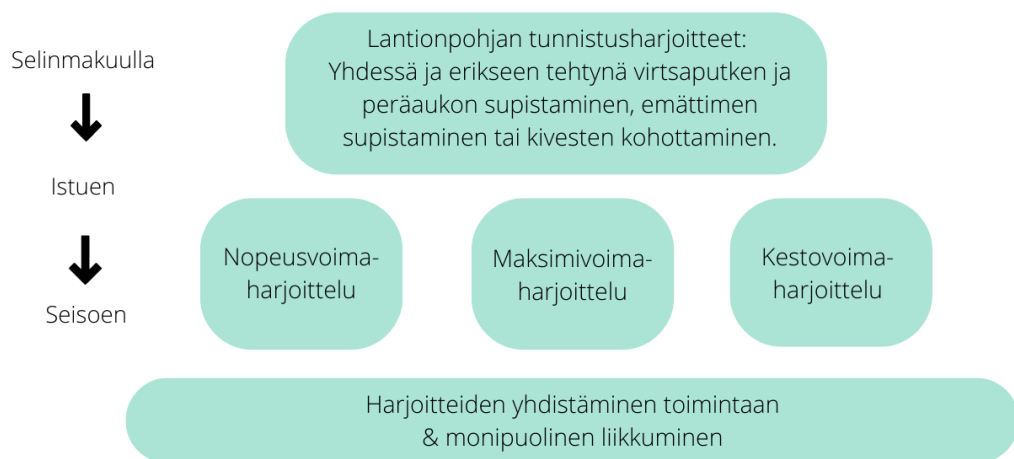 Selinmakuulla
Istuen
Seisoen
Lantionpohjan tunnistusharjoitteet:
Yhdessä ja erikseen tehtynä virtsaputken ja
peräaukon supistaminen, emättimen
supistaminen tai kivesten kohottaminen.
Nopeusvoima-
harjoittelu
Maksimivoima-
harjoittelu
Kestovoima-
harjoittelu
Harjoitteiden yhdistäminen toimintaan
& monipuolinen liikkuminen